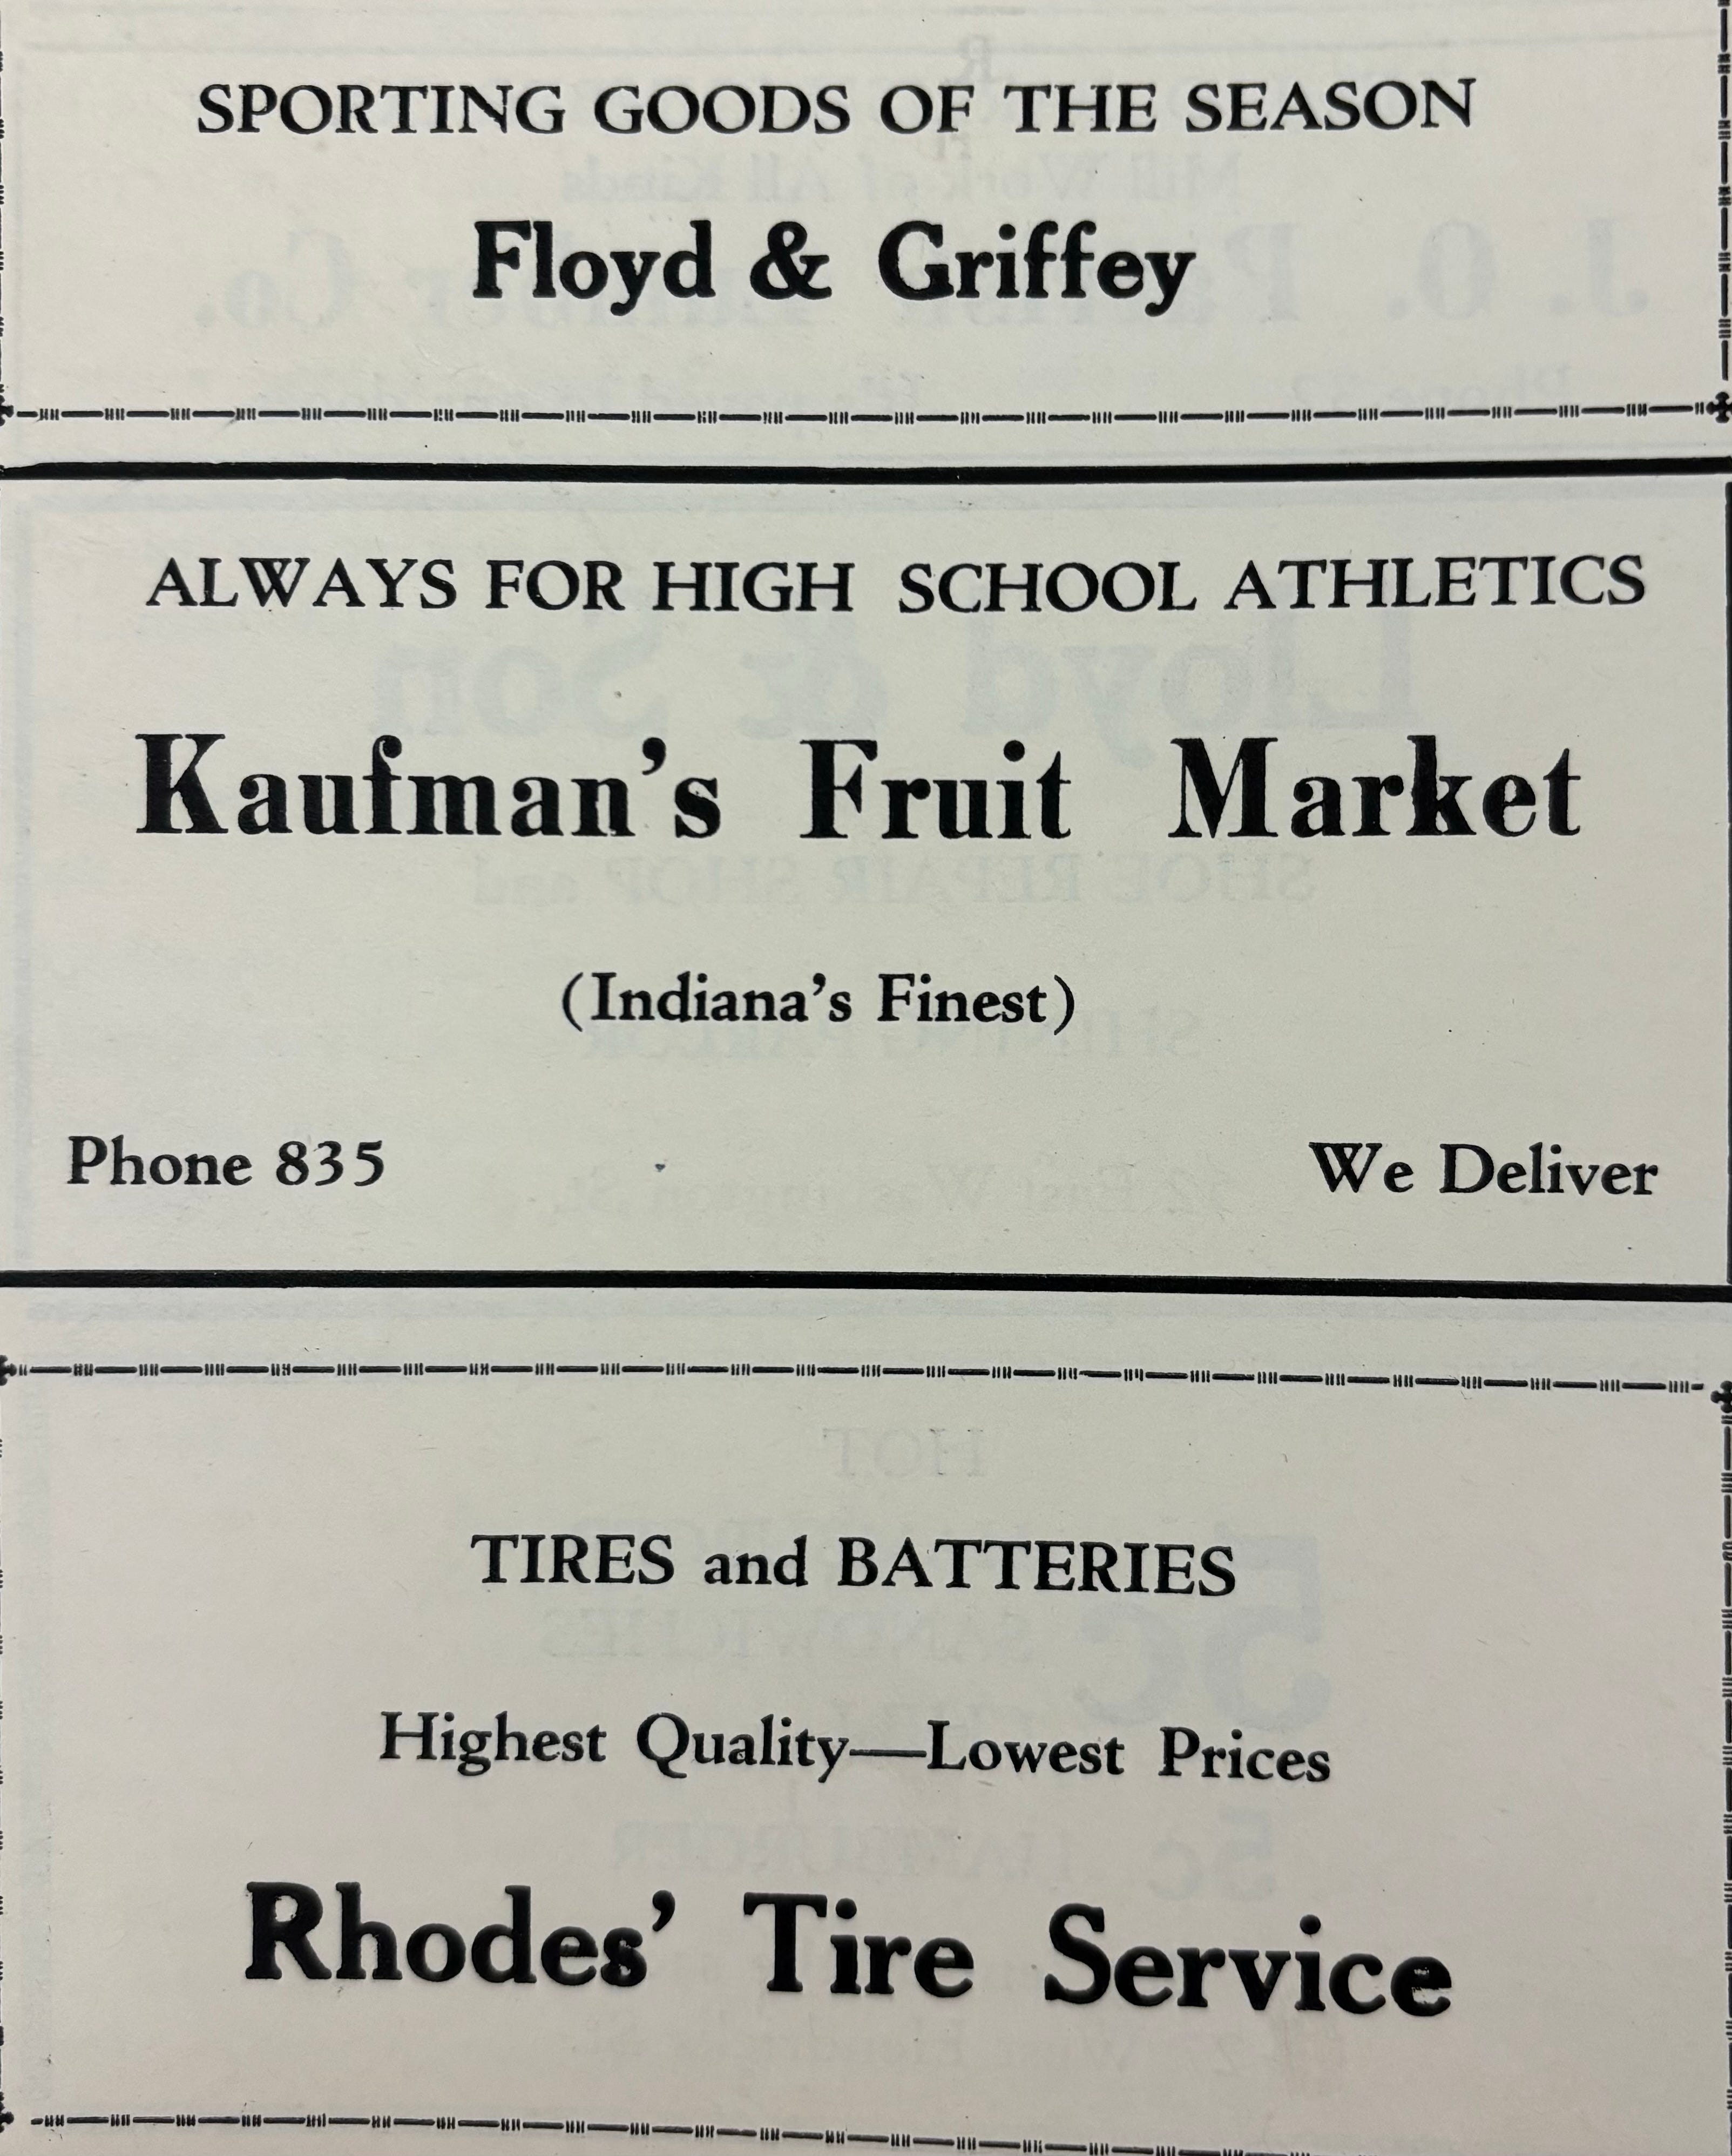 SPORTING GOODS OF THE SEASON
Floyd & Griffey
ALWAYS FOR HIGH SCHOOL ATHLETICS
Kaufman's Fruit Market
(Indiana's Finest)
Phone 835 We Deliver
TIRES and BATTERIES
Highest Quality—Lowest Prices
Rhodes' Tire Service